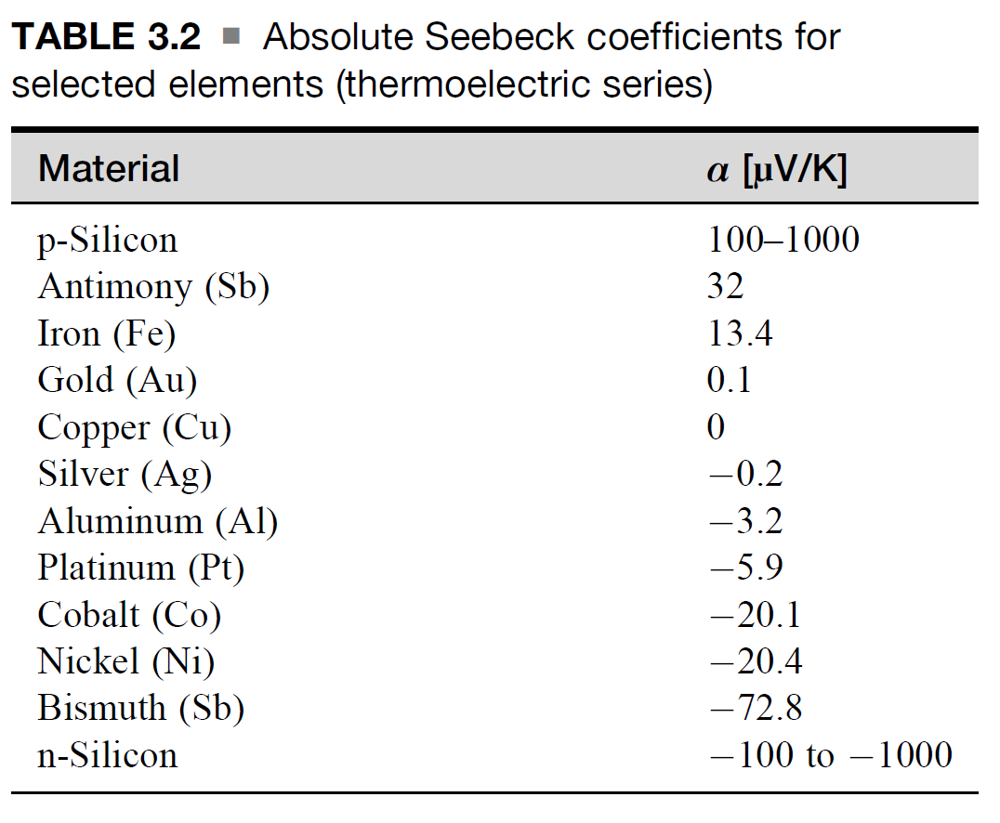 TABLE 3.2 ■ Absolute Seebeck coefficients for
selected elements (thermoelectric series)
Material α [μV/K]
p-Silicon 100–1000
Antimony (Sb) 32
Iron (Fe) 13.4
Gold (Au) 0.1
Copper (Cu) 0
Silver (Ag) −0.2
Aluminum (Al) −3.2
Platinum (Pt) −5.9
Cobalt (Co) −20.1
Nickel (Ni) −20.4
Bismuth (Sb) −72.8
n-Silicon −100 to −1000